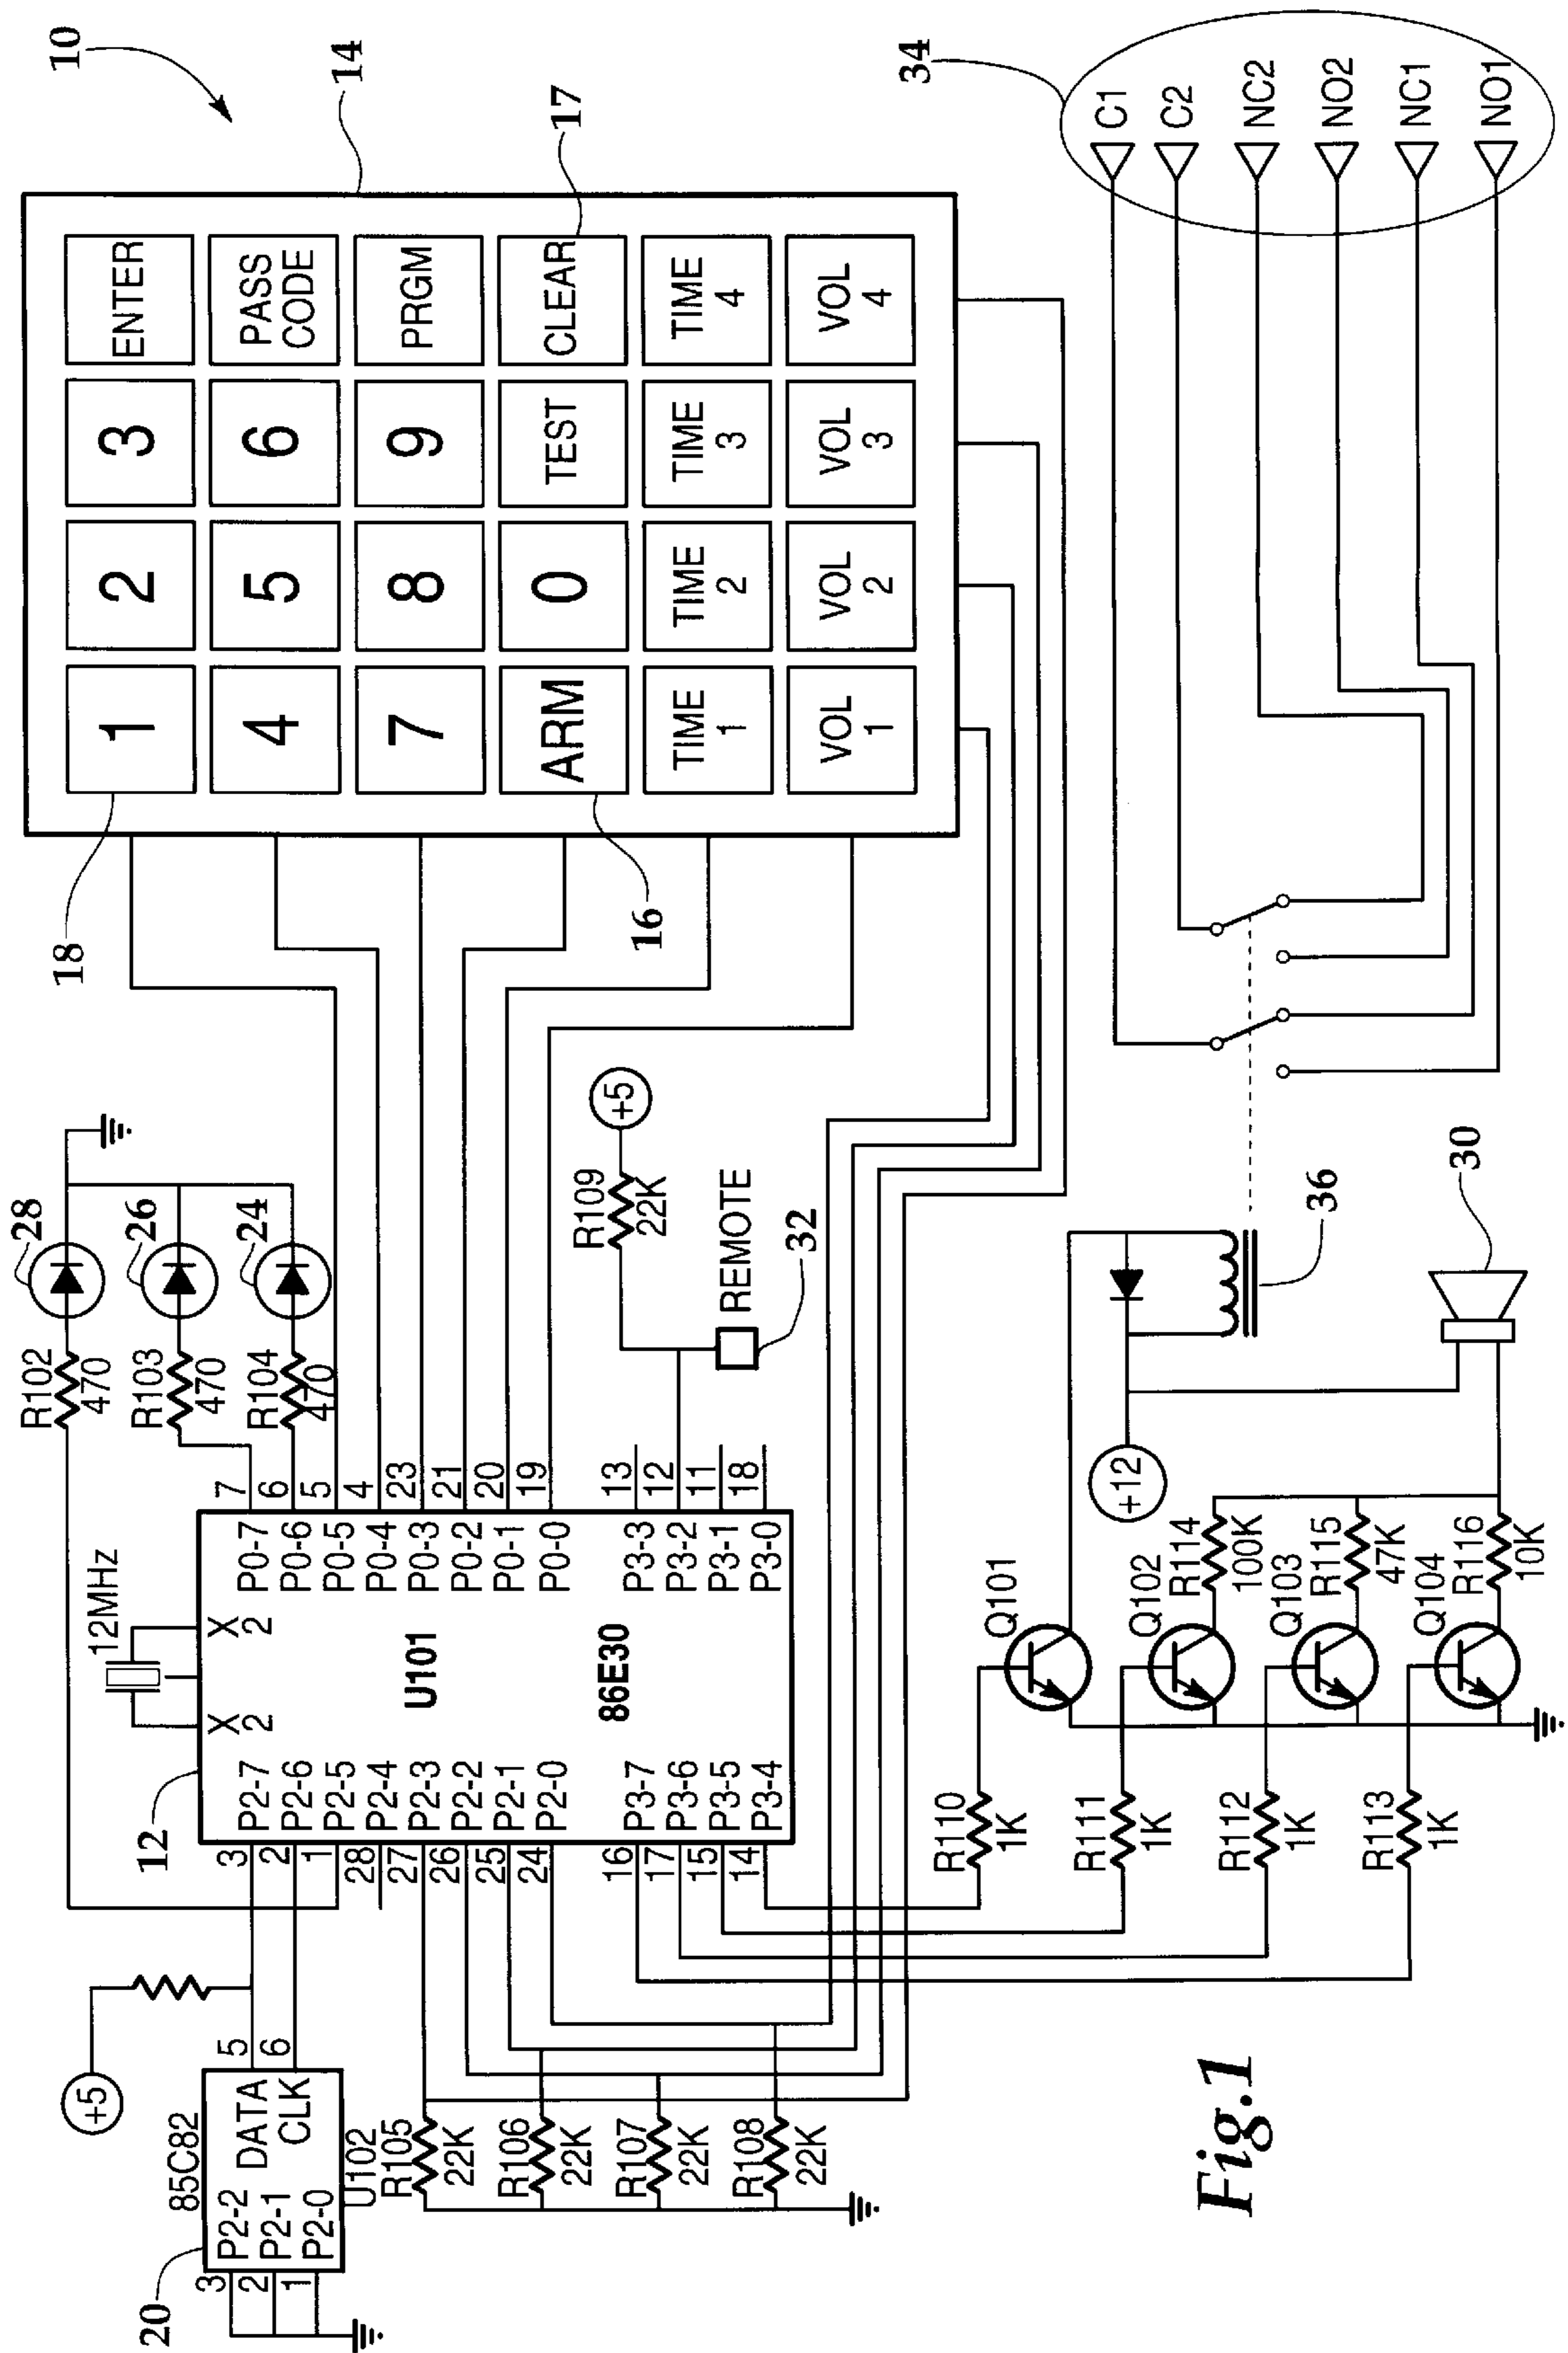 10
14
17
18
16
1
2
3
ENTER
4
5
6
PASS
CODE
7
8
9
PRGM
ARM
0
TEST
CLEAR
TIME
1
TIME
2
TIME
3
TIME
4
VOL
1
VOL
2
VOL
3
VOL
4
+5
85C82
20
3
2
1
P2-2
P2-1
P2-0
DATA
CLK
5
6
U102
12
12MHz
X
2
X
2
U101
86E30
3
2
1
28
27
26
25
24
16
17
15
14
P2-7
P2-6
P2-5
P2-4
P2-3
P2-2
P2-1
P2-0
P3-7
P3-6
P3-5
P3-4
P0-7
P0-6
P0-5
P0-4
P0-3
P0-2
P0-1
P0-0
P3-3
P3-2
P3-1
P3-0
7
6
5
4
23
21
20
19
13
12
11
18
R102
470
28
R103
470
26
R104
470
24
R109
22K
+5
REMOTE
32
R105
22K
R106
22K
R107
22K
R108
22K
R110
1K
R111
1K
R112
1K
R113
1K
Q101
Q102
R114
100K
Q103
R115
47K
Q104
R116
10K
+12
36
30
34
C1
C2
NC2
NO2
NC1
NO1
Fig.1